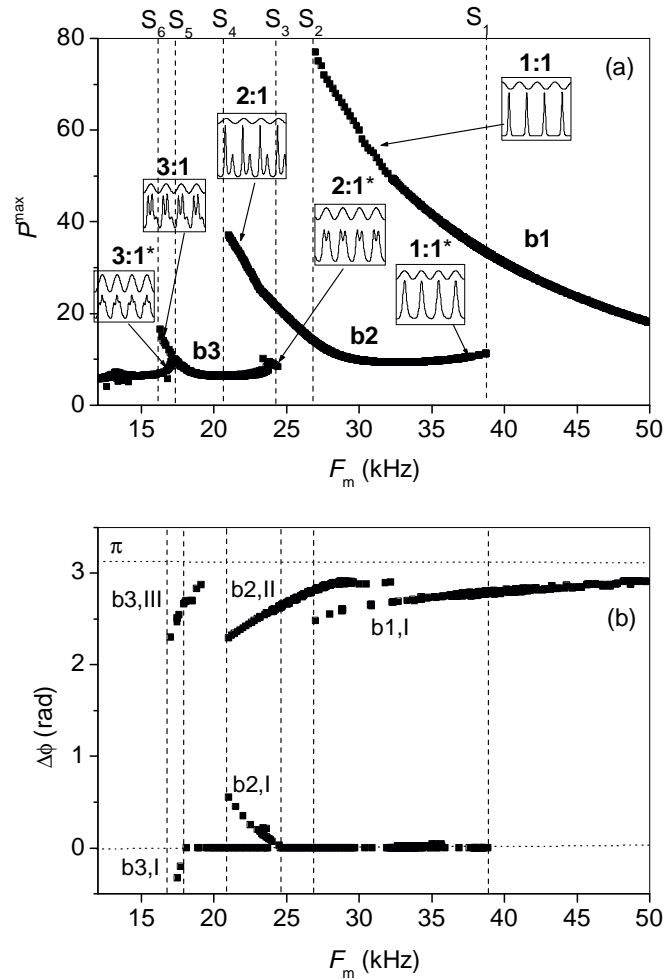 S₆ S₅ S₄ S₃ S₂ S₁
80
60
40
20
0
Pᵐᵃˣ
(a)
1:1
2:1
2:1*
3:1
3:1*
1:1*
b1
b2
b3
15 20 25 30 35 40 45 50
Fₘ (kHz)
π
(b)
3
2
1
0
Δϕ (rad)
b3,III
b2,II
b1,I
b2,I
b3,I
15 20 25 30 35 40 45 50
Fₘ (kHz)